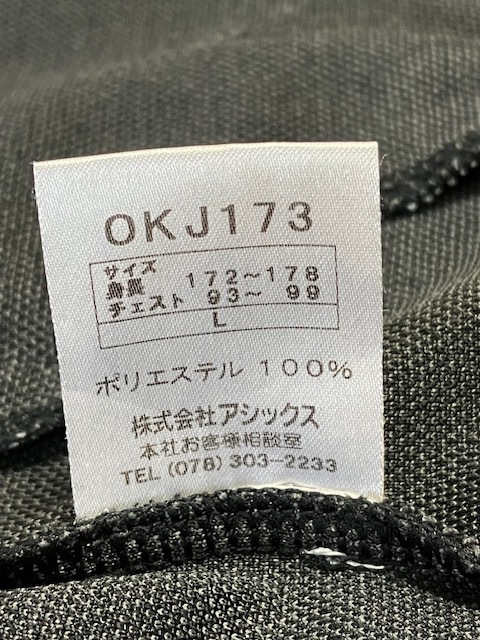 OKJ173
サイズ
身長 172～178
チェスト 93～ 99
L
ポリエステル 100%
株式会社アシックス
本社お客様相談室
TEL (078) 303-2233